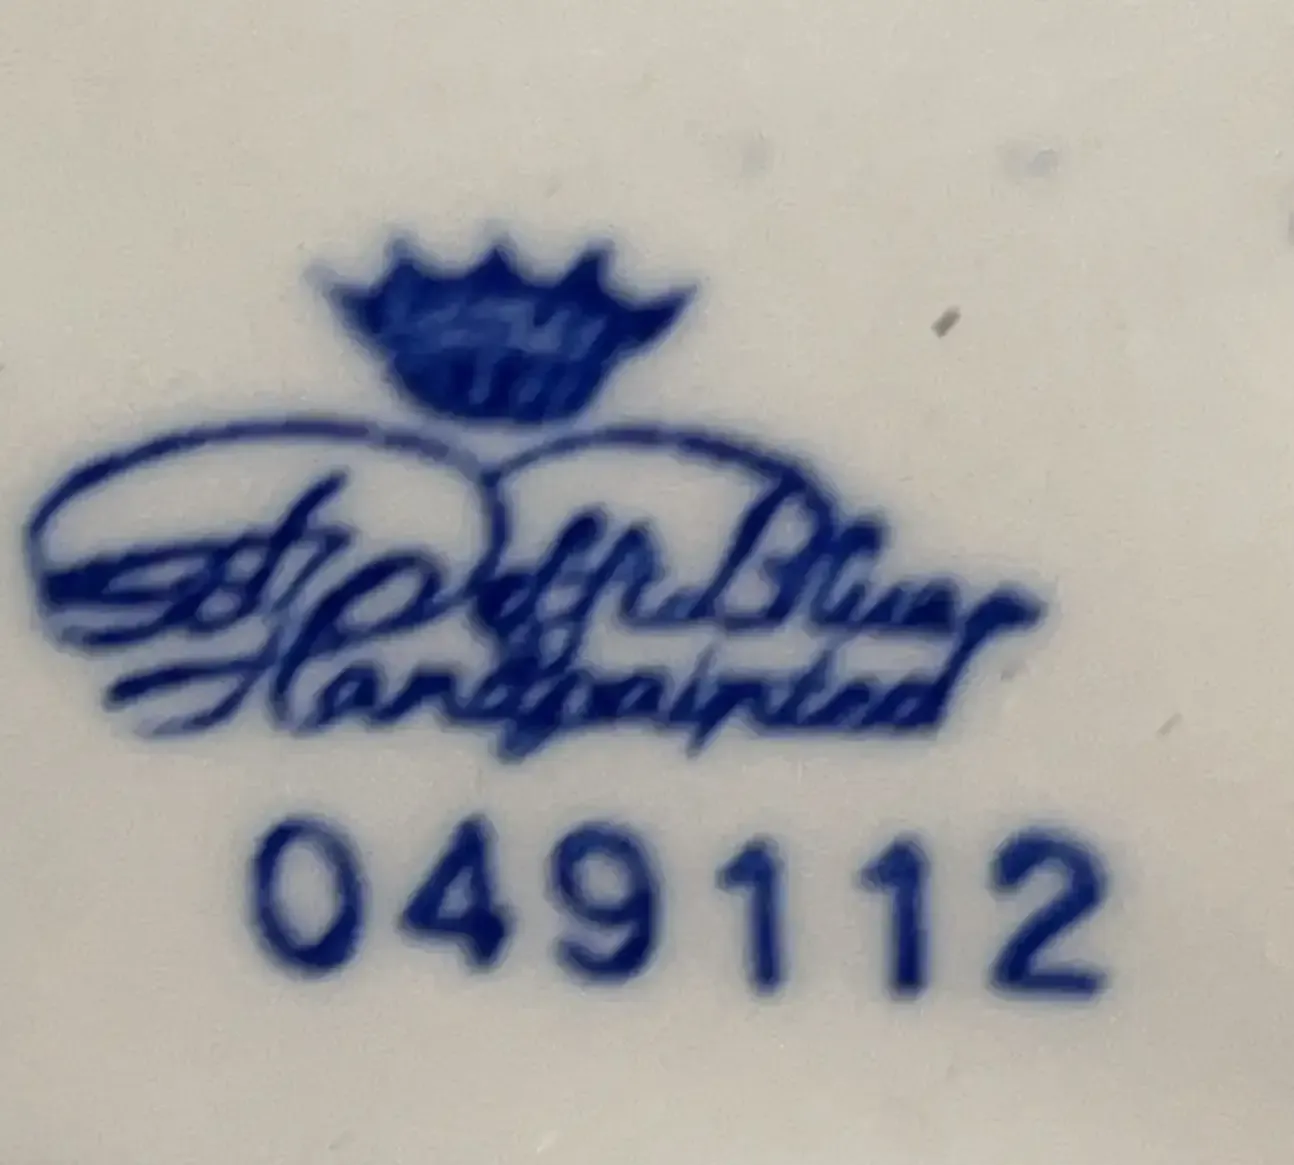 Delft Blue
Handpainted
049112